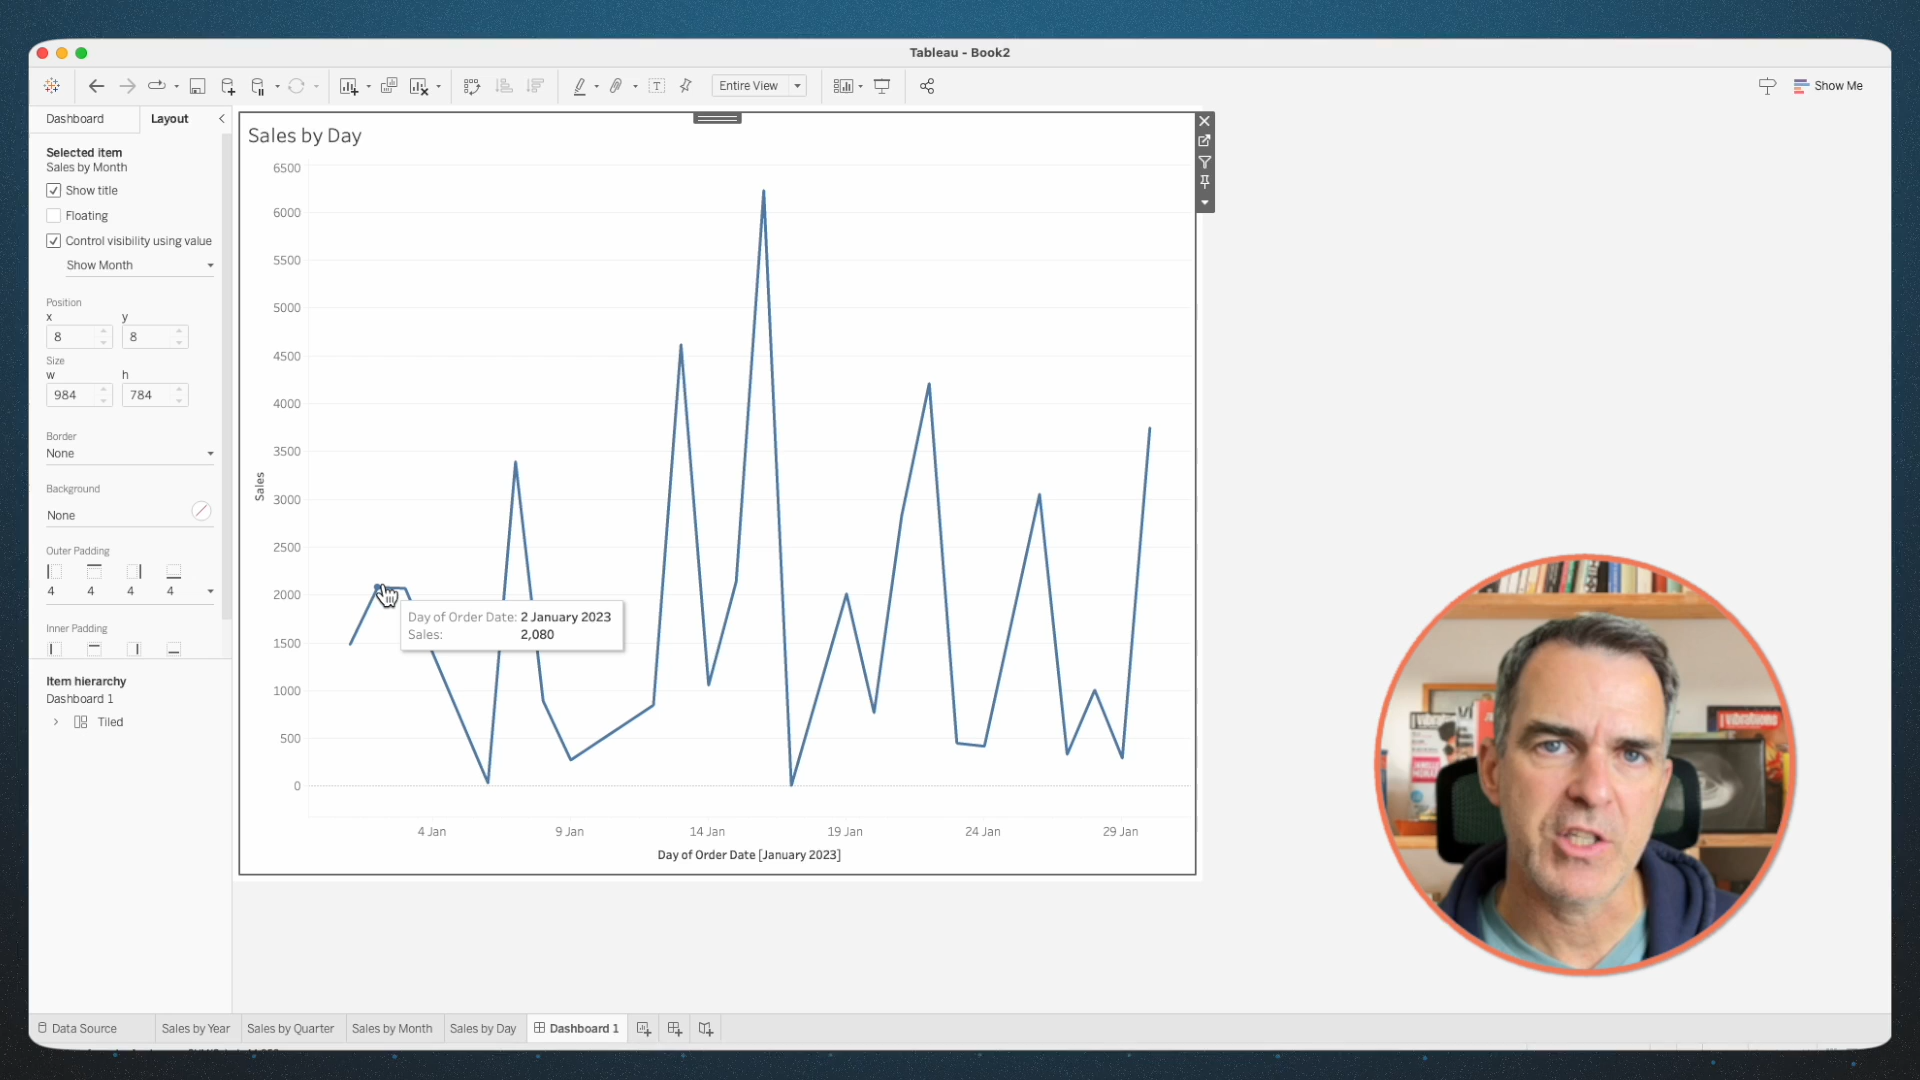 Tableau - Book2
Entire View
Show Me
Dashboard
Layout
Selected item
Sales by Month
Show title
Floating
Control visibility using value
Show Month
Position
x y
8 8
Size
w h
984 784
Border
None
Background
None
Outer Padding
4 4 4 4
Inner Padding
Item hierarchy
Dashboard 1
Tiled
Sales by Day
6500
6000
5500
5000
4500
4000
3500
3000
2500
2000
1500
1000
500
0
Sales
Day of Order Date: 2 January 2023
Sales: 2,080
4 Jan 9 Jan 14 Jan 19 Jan 24 Jan 29 Jan
Day of Order Date [January 2023]
Data Source Sales by Year Sales by Quarter Sales by Month Sales by Day Dashboard 1